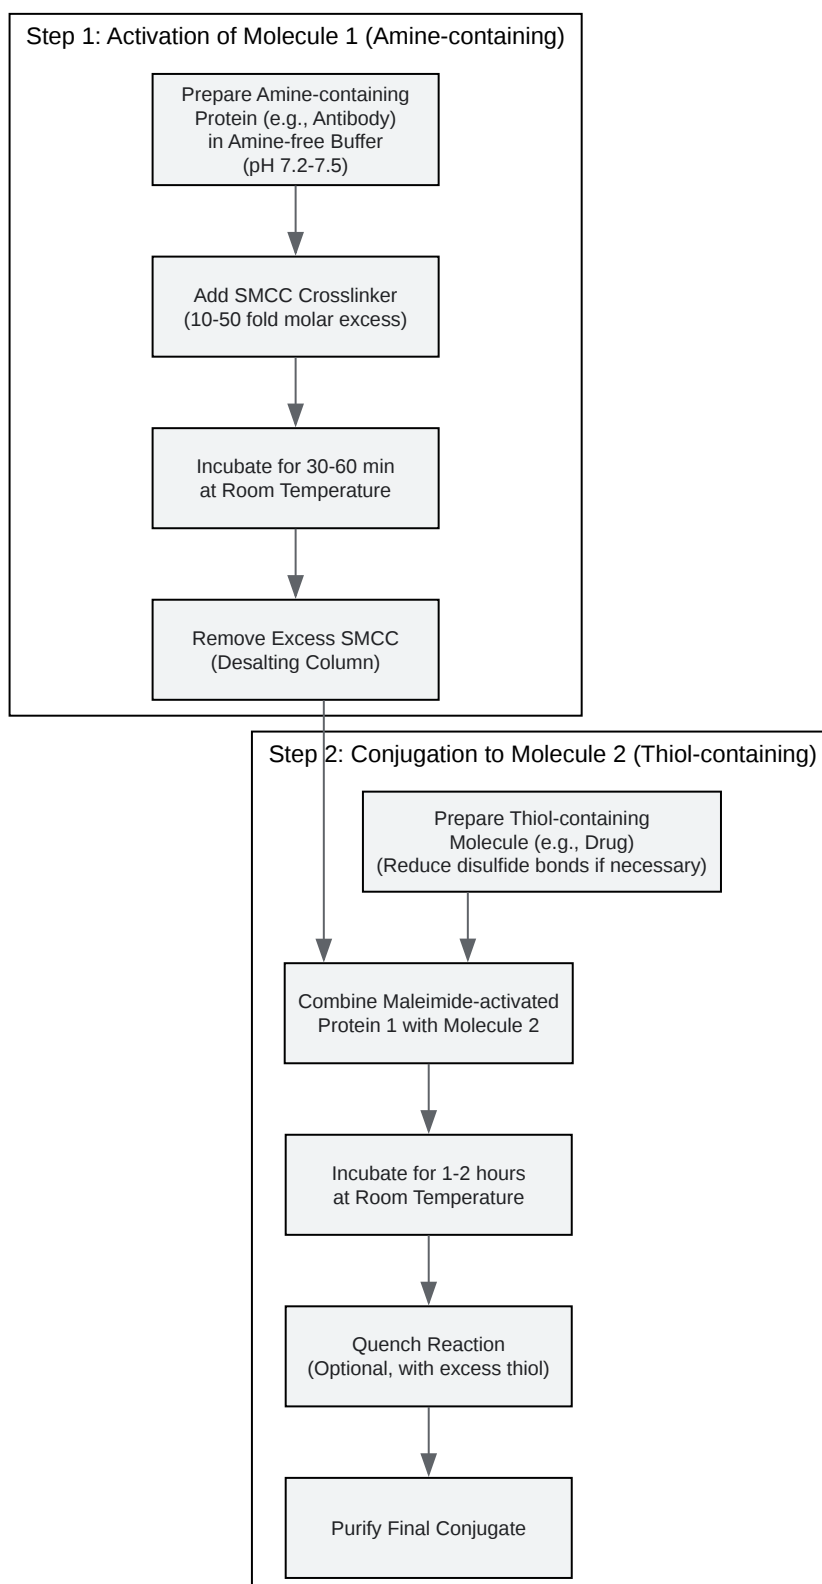 Step 1: Activation of Molecule 1 (Amine-containing)
Prepare Amine-containing
Protein (e.g., Antibody)
in Amine-free Buffer
(pH 7.2-7.5)
Add SMCC Crosslinker
(10-50 fold molar excess)
Incubate for 30-60 min
at Room Temperature
Remove Excess SMCC
(Desalting Column)
Step 2: Conjugation to Molecule 2 (Thiol-containing)
Prepare Thiol-containing
Molecule (e.g., Drug)
(Reduce disulfide bonds if necessary)
Combine Maleimide-activated
Protein 1 with Molecule 2
Incubate for 1-2 hours
at Room Temperature
Quench Reaction
(Optional, with excess thiol)
Purify Final Conjugate